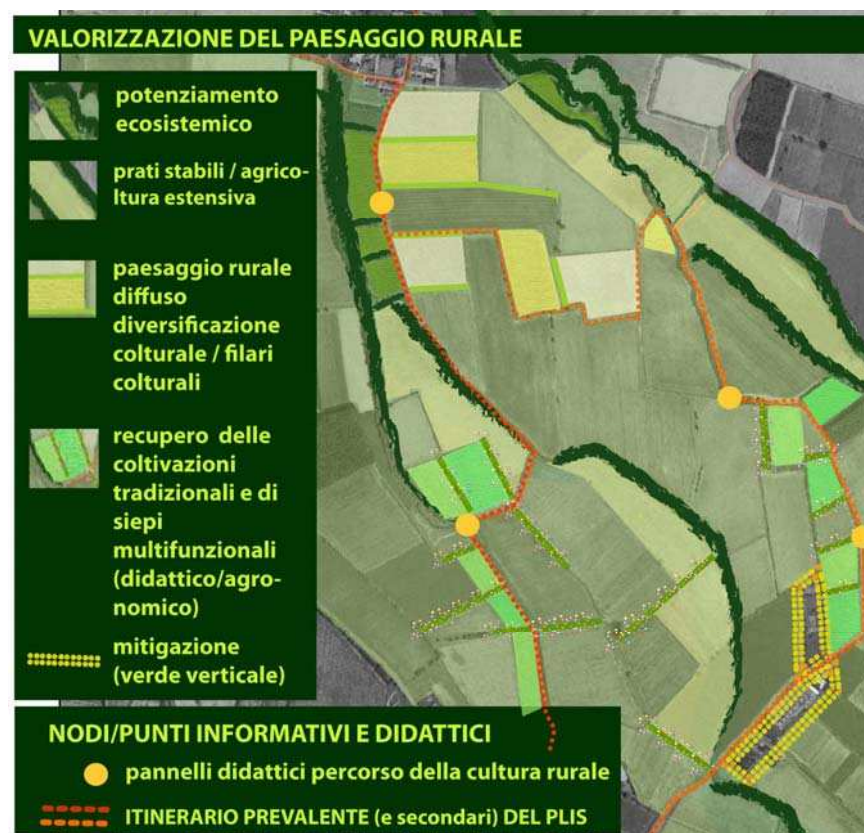 VALORIZZAZIONE DEL PAESAGGIO RURALE
potenziamento
ecosistemico
prati stabili / agrico-
ltura estensiva
paesaggio rurale
diffuso
diversificazione
colturale / filari
colturali
recupero delle
coltivazioni
tradizionali e di
siepi
multifunzionali
(didattico/agro-
nomico)
mitigazione
(verde verticale)
NODI/PUNTI INFORMATIVI E DIDATTICI
pannelli didattici percorso della cultura rurale
ITINERARIO PREVALENTE (e secondari) DEL PLIS